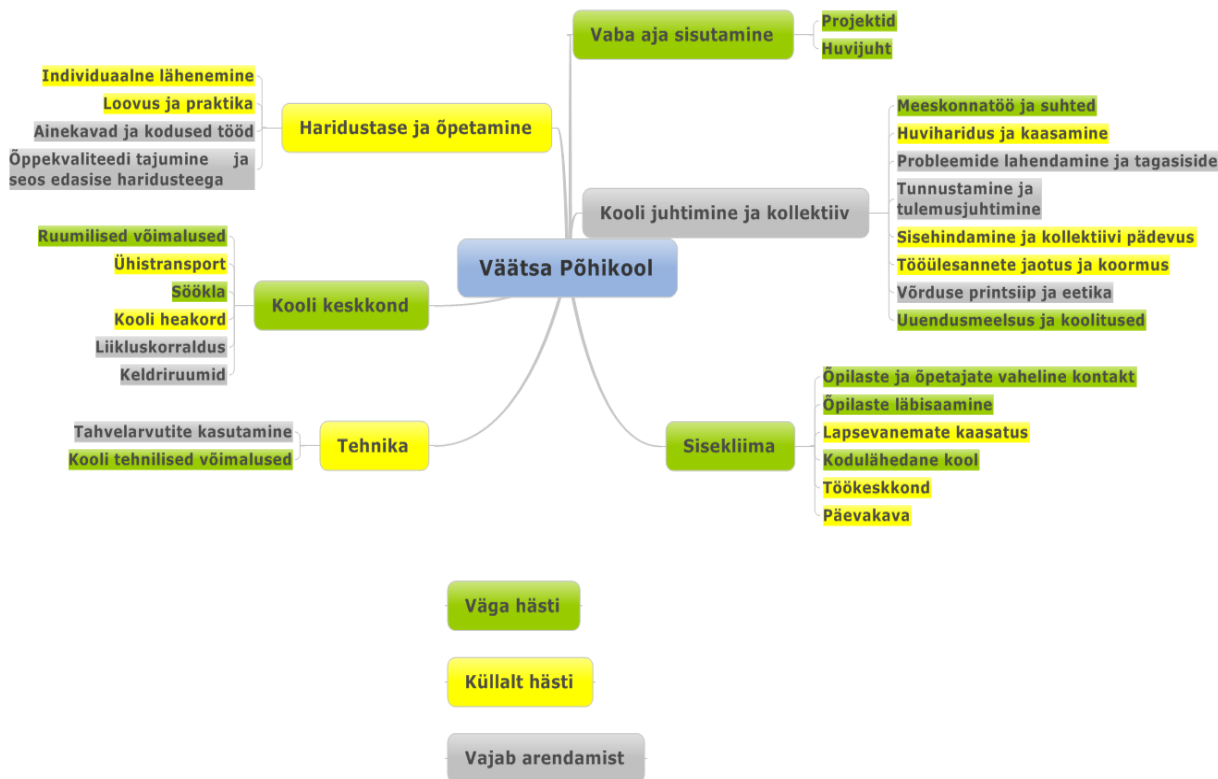 Väätsa Põhikool
Vaba aja sisutamine
Projektid
Huvijuht
Haridustase ja õpetamine
Individuaalne lähenemine
Loovus ja praktika
Ainekavad ja kodused tööd
Õppekvaliteedi tajumine ja
seos edasise haridusteega
Kooli juhtimine ja kollektiiv
Meeskonnatöö ja suhted
Huviharidus ja kaasamine
Probleemide lahendamine ja tagasiside
Tunnustamine ja
tulemusjuhtimine
Sisehindamine ja kollektiivi pädevus
Tööülesannete jaotus ja koormus
Võrduse printsiip ja eetika
Uuendusmeelsus ja koolitused
Kooli keskkond
Ruumilised võimalused
Ühistransport
Söökla
Kooli heakord
Liikluskorraldus
Keldriruumid
Sisekliima
Õpilaste ja õpetajate vaheline kontakt
Õpilaste läbisaamine
Lapsevanemate kaasatus
Kodulähedane kool
Töökeskkond
Päevakava
Tehnika
Tahvelarvutite kasutamine
Kooli tehnilised võimalused
Väga hästi
Küllalt hästi
Vajab arendamist